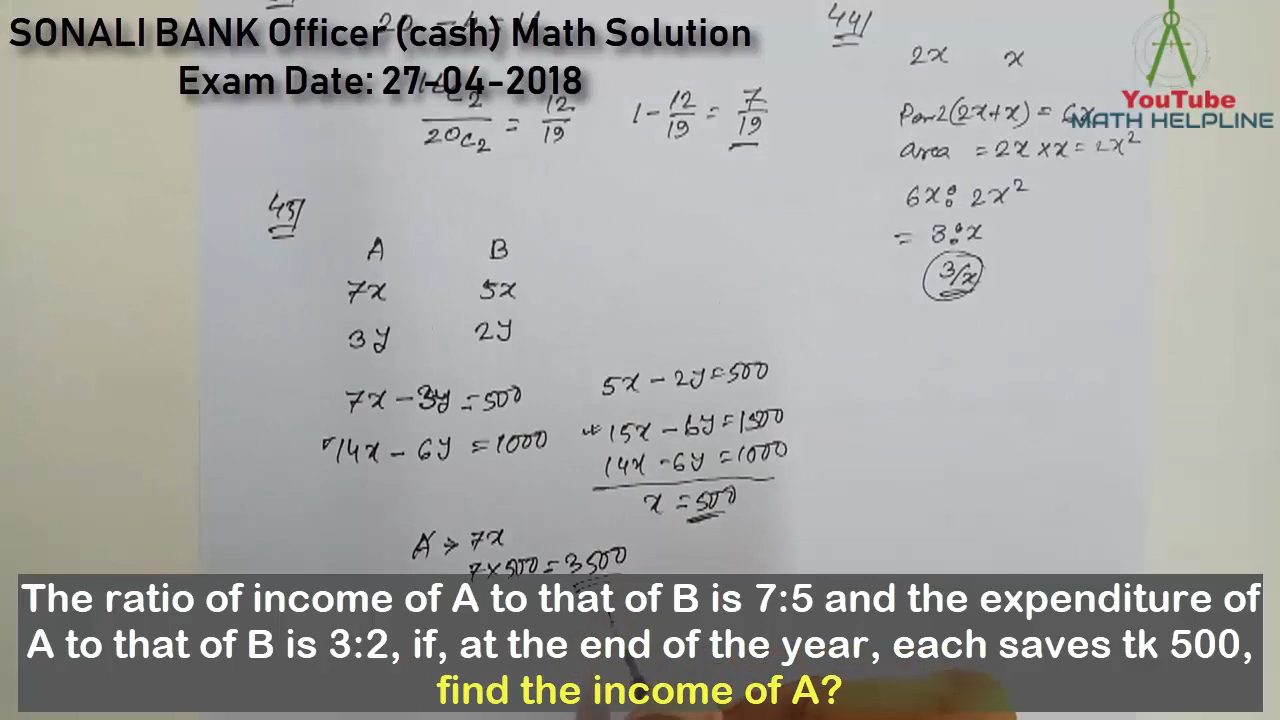 SONALI BANK Officer (cash) Math Solution
Exam Date: 27-04-2018
YouTube
MATH HELPLINE
20C2 = 12/19
1 - 12/19 = 7/19
44/
2x x
2(2x+x) = 6x
area = 2x × x = 2x²
6x : 2x²
= 3 : x
3/x
45/
A B
7x 5x
3y 2y
7x - 3y = 500
14x - 6y = 1000
5x - 2y = 500
15x - 6y = 1500
14x - 6y = 1000
x = 500
A → 7x
7×500 = 3500
The ratio of income of A to that of B is 7:5 and the expenditure of
A to that of B is 3:2, if, at the end of the year, each saves tk 500,
find the income of A?